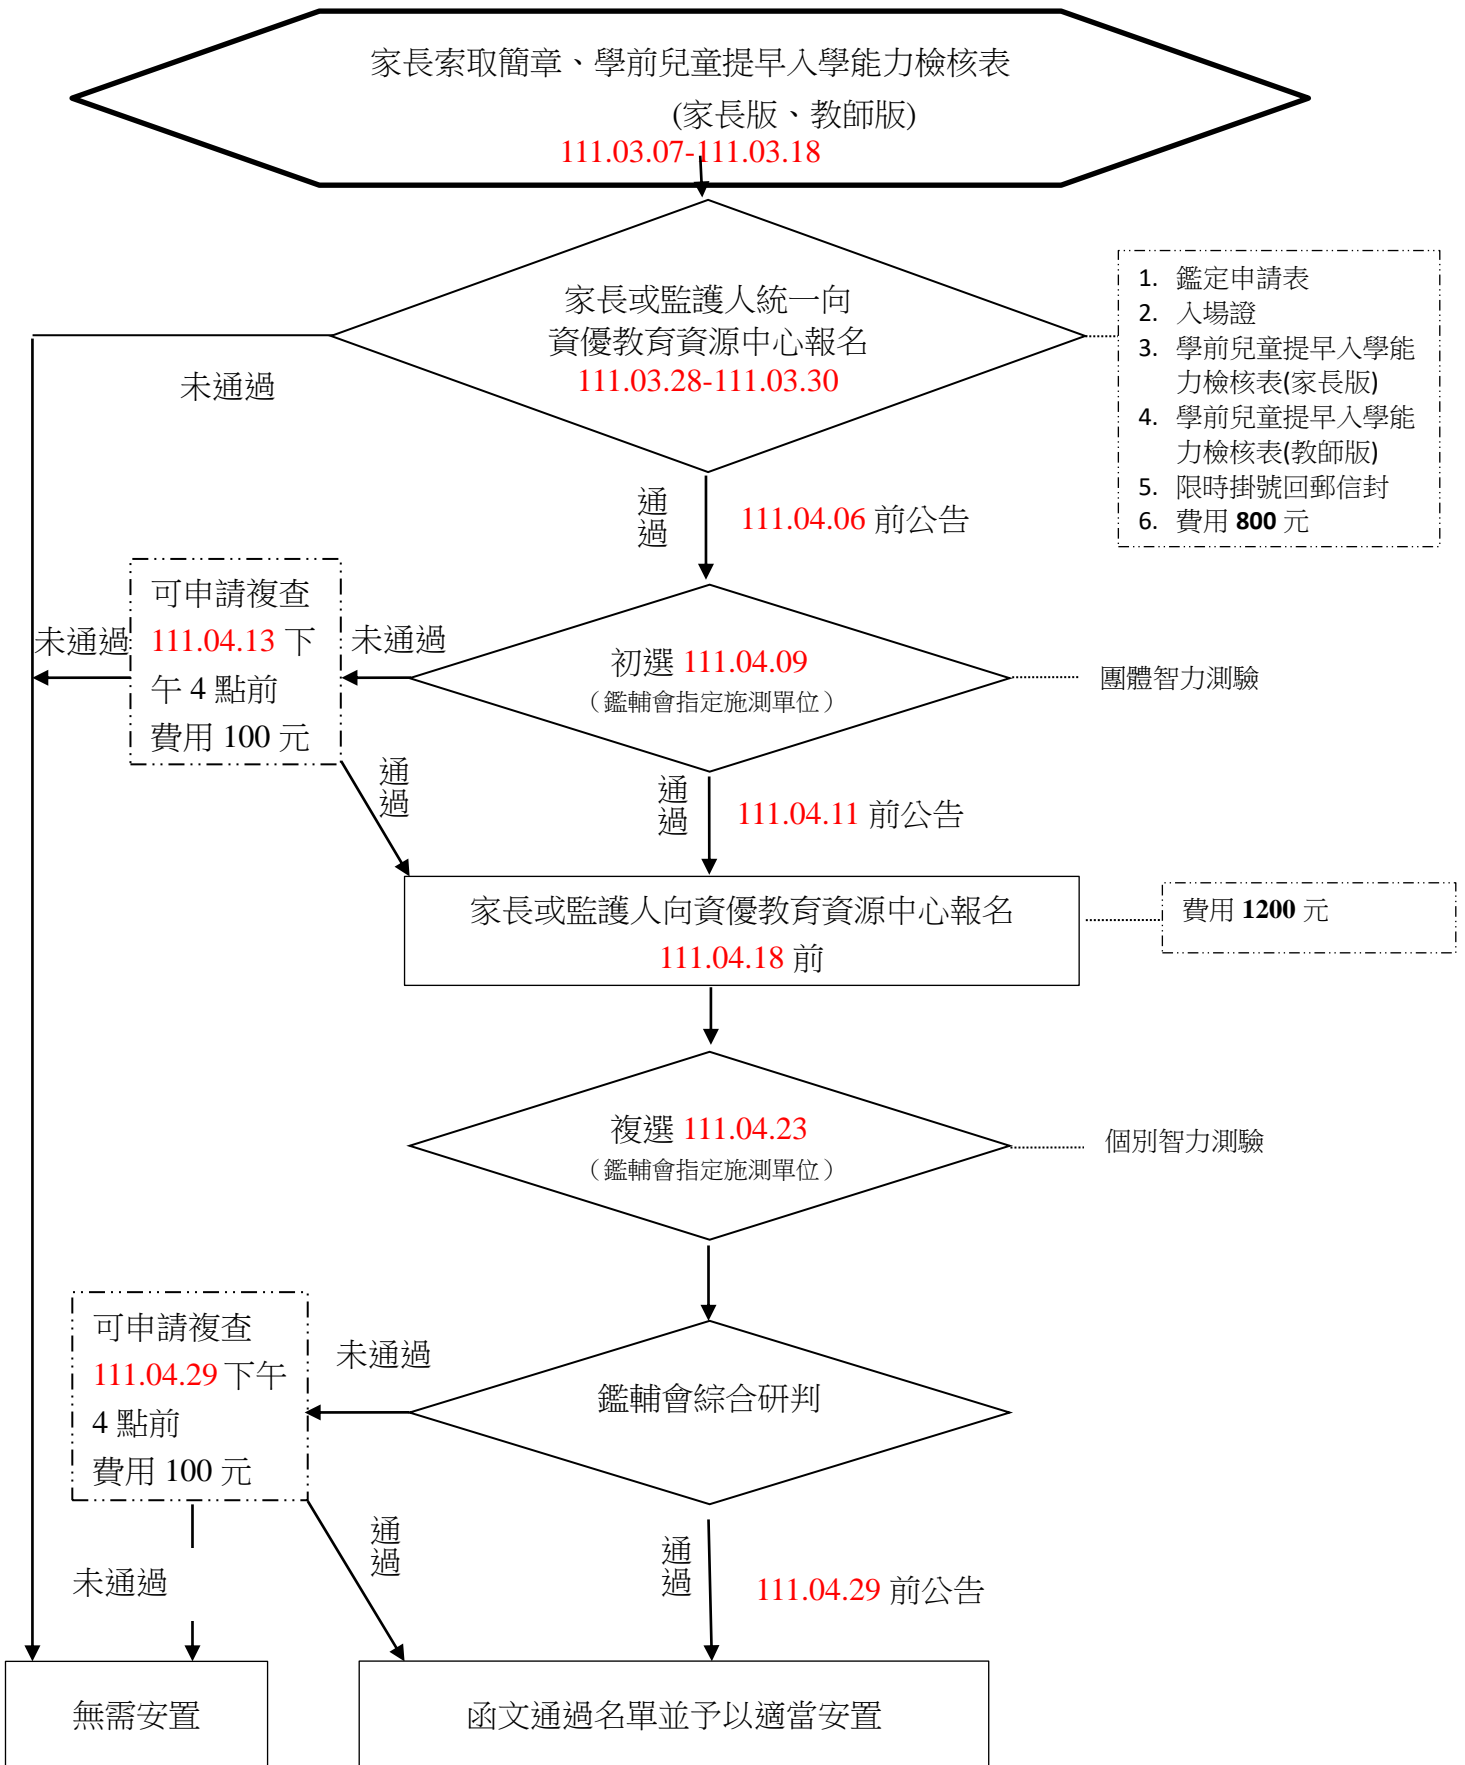 家長索取簡章、學前兒童提早入學能力檢核表
(家長版、教師版)
111.03.07-111.03.18
家長或監護人統一向
資優教育資源中心報名
111.03.28-111.03.30
1. 鑑定申請表
2. 入場證
3. 學前兒童提早入學能
力檢核表(家長版)
4. 學前兒童提早入學能
力檢核表(教師版)
5. 限時掛號回郵信封
6. 費用 800 元
未通過
通過
111.04.06 前公告
可申請複查
111.04.13 下
午 4 點前
費用 100 元
未通過
未通過
初選 111.04.09
（鑑輔會指定施測單位）
團體智力測驗
通過
通過
111.04.11 前公告
家長或監護人向資優教育資源中心報名
111.04.18 前
費用 1200 元
複選 111.04.23
（鑑輔會指定施測單位）
個別智力測驗
可申請複查
111.04.29 下午
4 點前
費用 100 元
未通過
鑑輔會綜合研判
未通過
通過
通過
111.04.29 前公告
無需安置
函文通過名單並予以適當安置